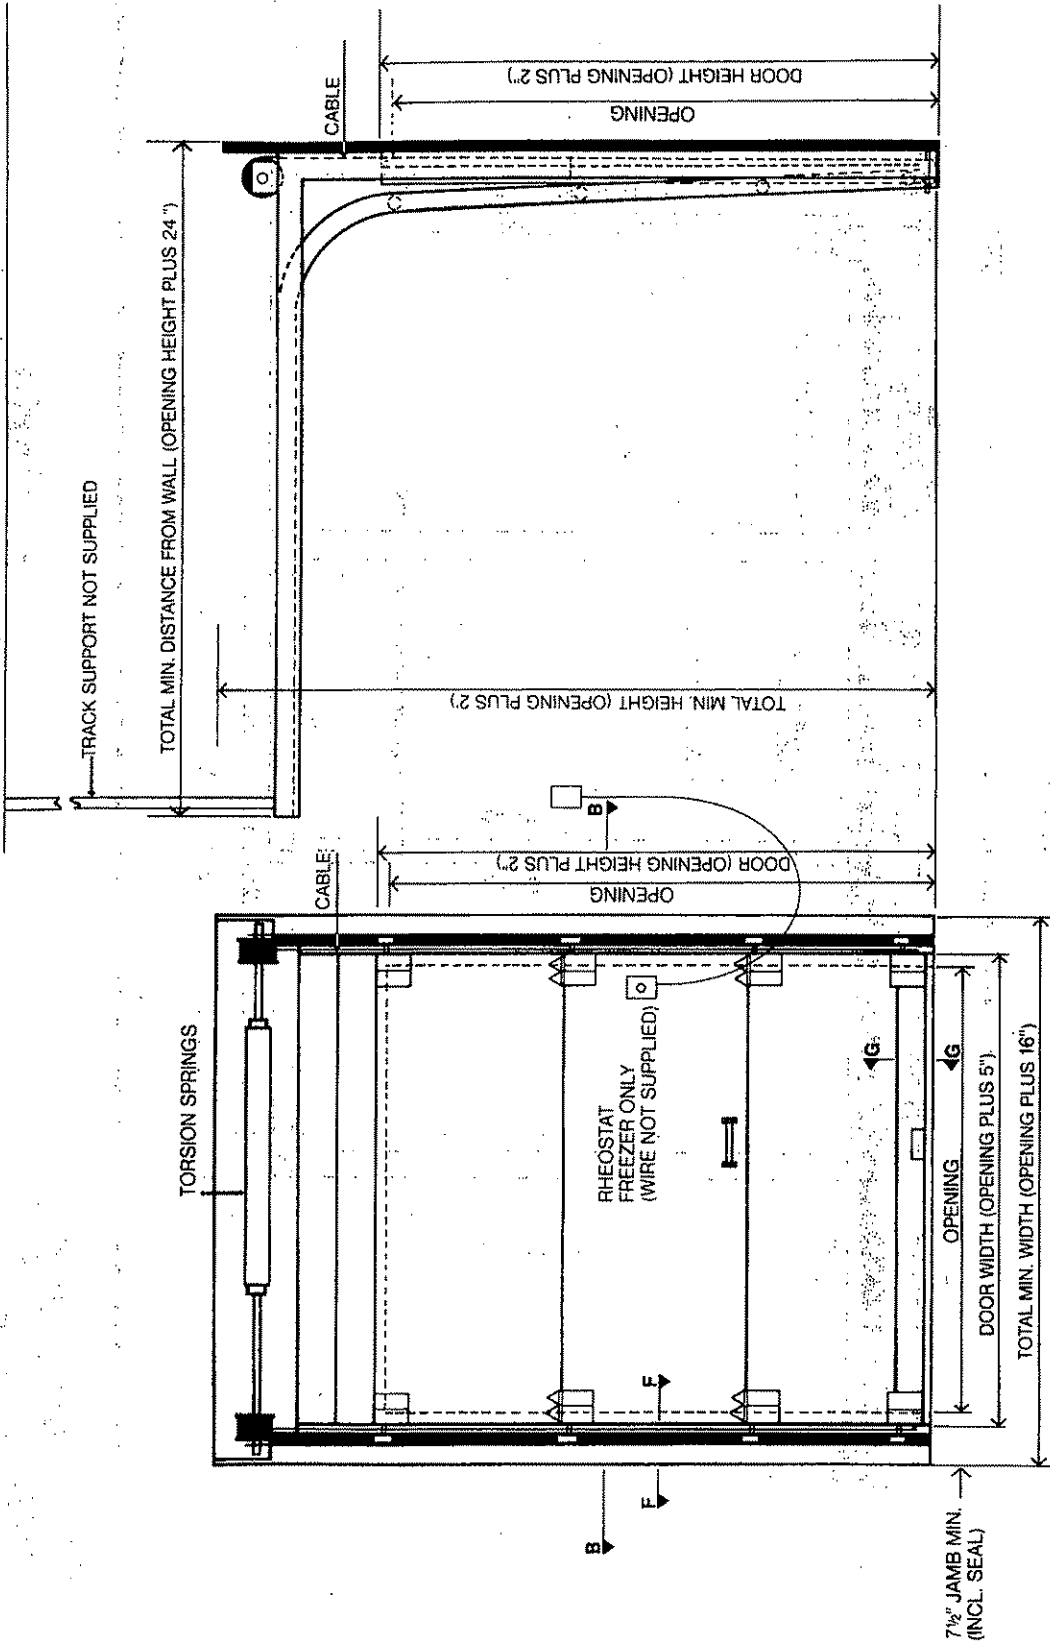 TRACK SUPPORT NOT SUPPLIED
TOTAL MIN. DISTANCE FROM WALL (OPENING HEIGHT PLUS 24")
CABLE
OPENING
DOOR HEIGHT (OPENING PLUS 2")
TOTAL MIN. HEIGHT (OPENING PLUS 2')
TORSION SPRINGS
CABLE
OPENING
DOOR (OPENING HEIGHT PLUS 2")
B
RHEOSTAT
FREEZER ONLY
(WIRE NOT SUPPLIED)
G
G
F
F
B
OPENING
DOOR WIDTH (OPENING PLUS 5")
TOTAL MIN. WIDTH (OPENING PLUS 16")
7½" JAMB MIN.
(INCL. SEAL)